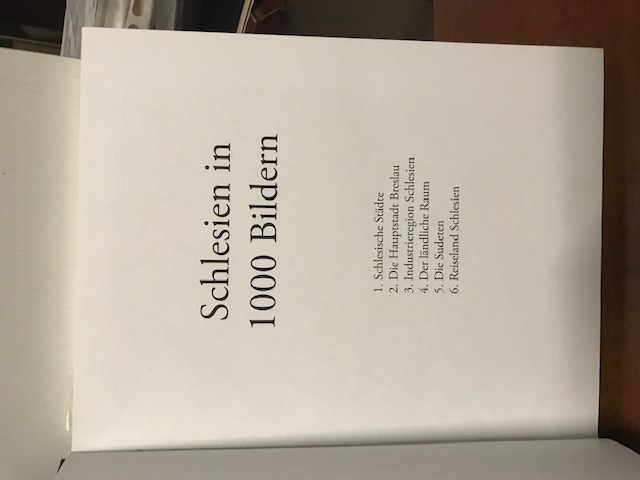 Schlesien in
1000 Bildern
1. Schlesische Städte
2. Die Hauptstadt Breslau
3. Industrieregion Schlesien
4. Der ländliche Raum
5. Die Sudeten
6. Reiseland Schlesien